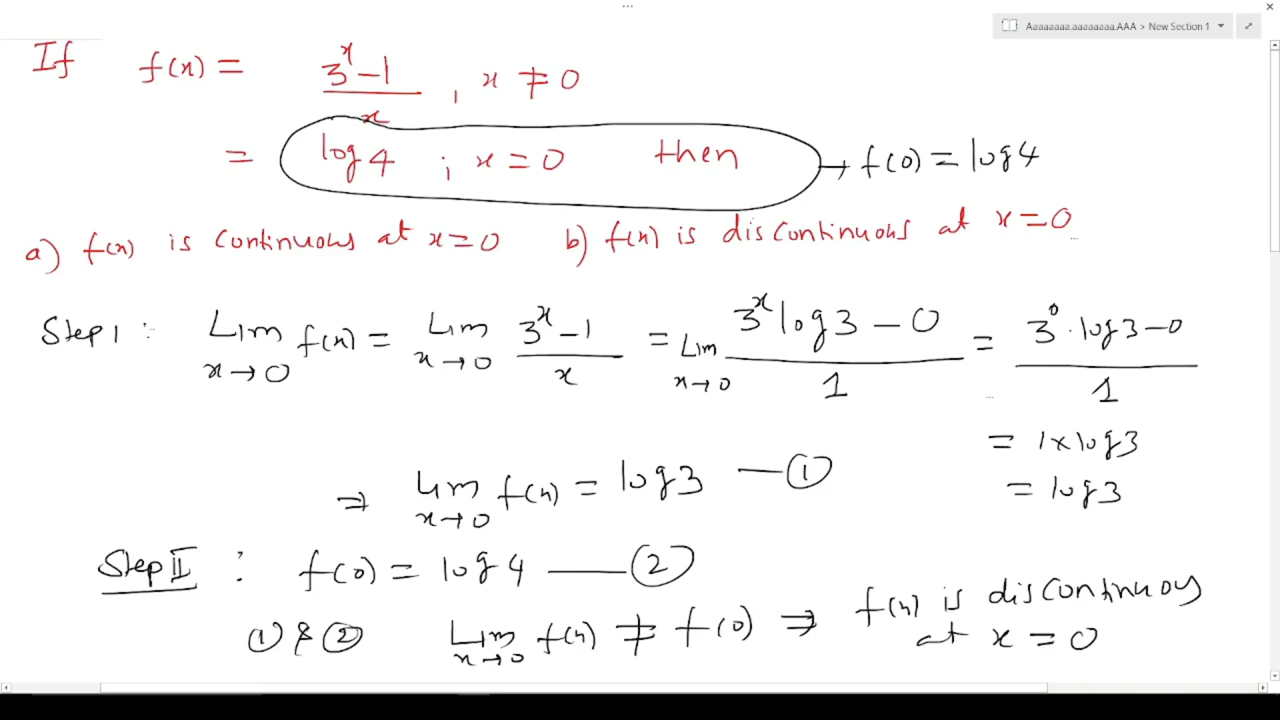 Aaaaaaaa.aaaaaaaa.AAA > New Section 1
If f(x) = (3^x – 1)/x , x ≠ 0
= log 4 ; x = 0 then → f(0) = log 4
a) f(x) is continuous at x = 0 b) f(x) is discontinuous at x = 0
Step 1 : Lim x→0 f(x) = Lim x→0 (3^x – 1)/x = Lim x→0 (3^x log 3 – 0)/1 = (3^0 · log 3 – 0)/1
= 1 × log 3
⇒ Lim x→0 f(x) = log 3 — ①
= log 3
Step II : f(0) = log 4 — ②
① & ② Lim x→0 f(x) ≠ f(0) ⇒ f(x) is discontinuous
at x = 0